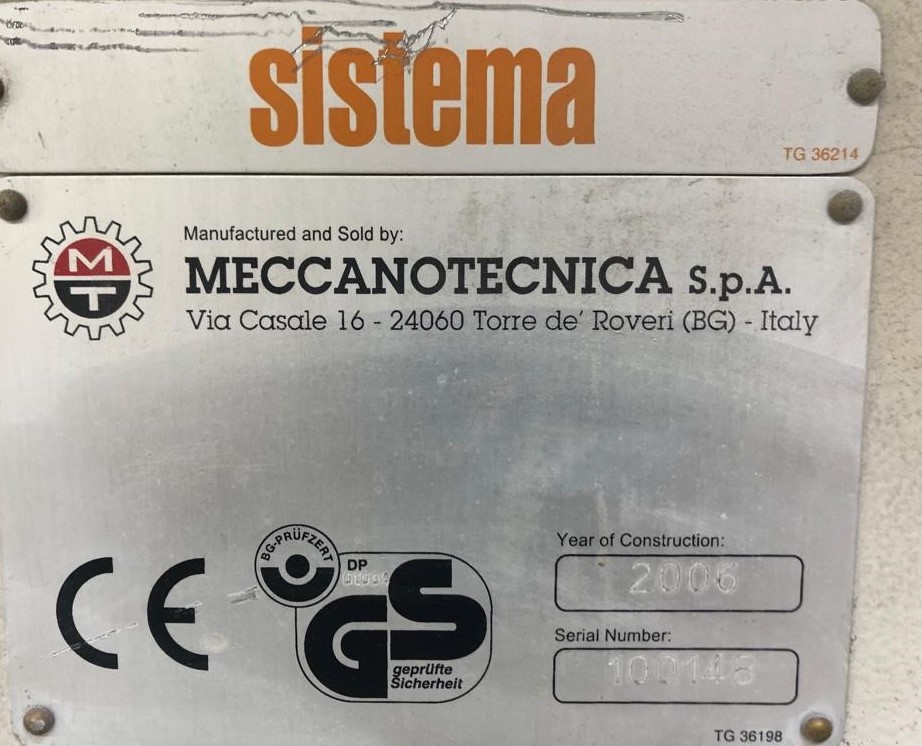 sistema
TG 36214
Manufactured and Sold by:
MECCANOTECNICA S.p.A.
Via Casale 16 - 24060 Torre de' Roveri (BG) - Italy
M
T
BG-PRÜFZERT
DP
GS
geprüfte
Sicherheit
CE
Year of Construction:
2006
Serial Number:
100148
TG 36198